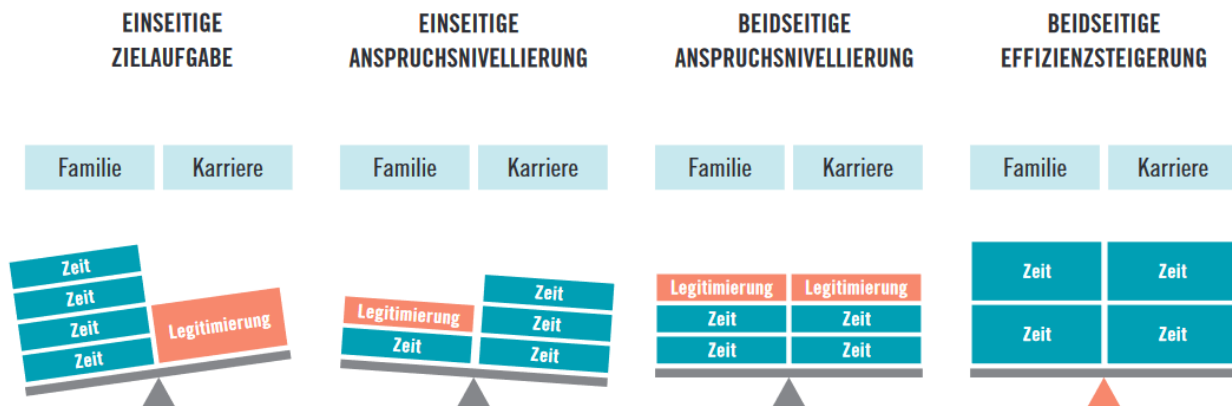 EINSEITIGE
ZIELAUFGABE
EINSEITIGE
ANSPRUCHSNIVELLIERUNG
BEIDSEITIGE
ANSPRUCHSNIVELLIERUNG
BEIDSEITIGE
EFFIZIENZSTEIGERUNG
Familie Karriere
Familie Karriere
Familie Karriere
Familie Karriere
Zeit
Zeit
Zeit
Zeit
Legitimierung
Legitimierung
Zeit
Zeit
Zeit
Zeit
Legitimierung Legitimierung
Zeit Zeit
Zeit Zeit
Zeit Zeit
Zeit Zeit